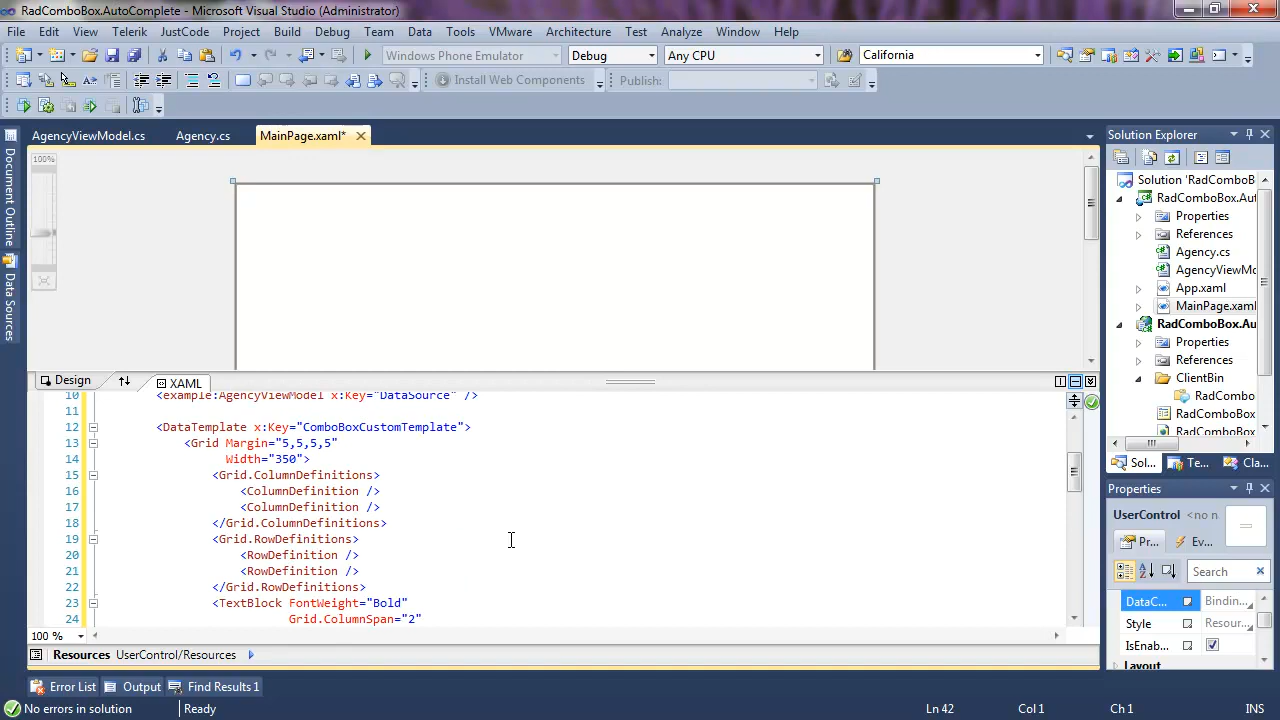 RadComboBox.AutoComplete - Microsoft Visual Studio (Administrator)
File Edit View Telerik JustCode Project Build Debug Team Data Tools VMware Architecture Test Analyze Window Help
Windows Phone Emulator Debug Any CPU California
Install Web Components Publish:
AgencyViewModel.cs Agency.cs MainPage.xaml*
Document Outline
Data Sources
100%
Design XAML
10 <example:AgencyViewModel x:Key="DataSource" />
11
12 <DataTemplate x:Key="ComboBoxCustomTemplate">
13 <Grid Margin="5,5,5,5"
14 Width="350">
15 <Grid.ColumnDefinitions>
16 <ColumnDefinition />
17 <ColumnDefinition />
18 </Grid.ColumnDefinitions>
19 <Grid.RowDefinitions>
20 <RowDefinition />
21 <RowDefinition />
22 </Grid.RowDefinitions>
23 <TextBlock FontWeight="Bold"
24 Grid.ColumnSpan="2"
100 %
Resources UserControl/Resources
Error List Output Find Results 1
No errors in solution Ready Ln 42 Col 1 Ch 1 INS
Solution Explorer
Solution 'RadComboB
RadComboBox.Aut
Properties
References
Agency.cs
AgencyViewMo
App.xaml
MainPage.xaml
RadComboBox.Au
Properties
References
ClientBin
RadCombo
RadComboBox
RadComboBox
Sol... Te... Cla...
Properties
UserControl <no n
Pr... Ev...
Search
DataC... Binding...
Style Resour...
IsEnab...
Layout